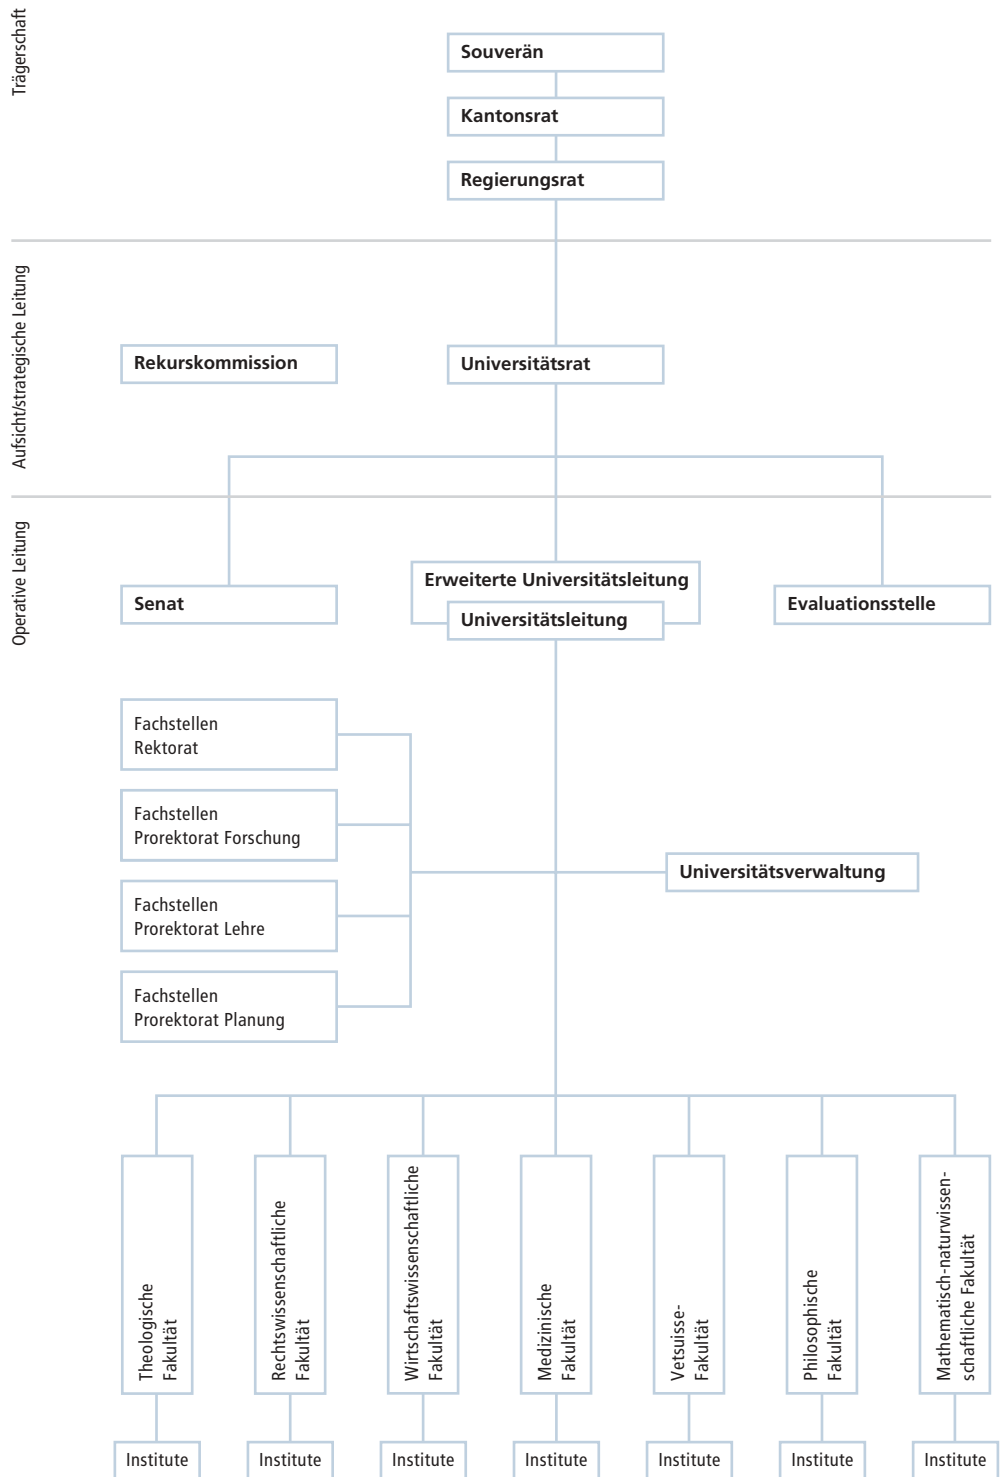 Trägerschaft
Souverän
Kantonsrat
Regierungsrat
Aufsicht/strategische Leitung
Rekurskommission
Universitätsrat
Operative Leitung
Erweiterte Universitätsleitung
Universitätsleitung
Senat
Evaluationsstelle
Fachstellen
Rektorat
Fachstellen
Prorektorat Forschung
Fachstellen
Prorektorat Lehre
Fachstellen
Prorektorat Planung
Universitätsverwaltung
Theologische
Fakultät
Rechtswissenschaftliche
Fakultät
Wirtschaftswissenschaftliche
Fakultät
Medizinische
Fakultät
Vetsuisse-
Fakultät
Philosophische
Fakultät
Mathematisch-naturwissen-
schaftliche Fakultät
Institute
Institute
Institute
Institute
Institute
Institute
Institute